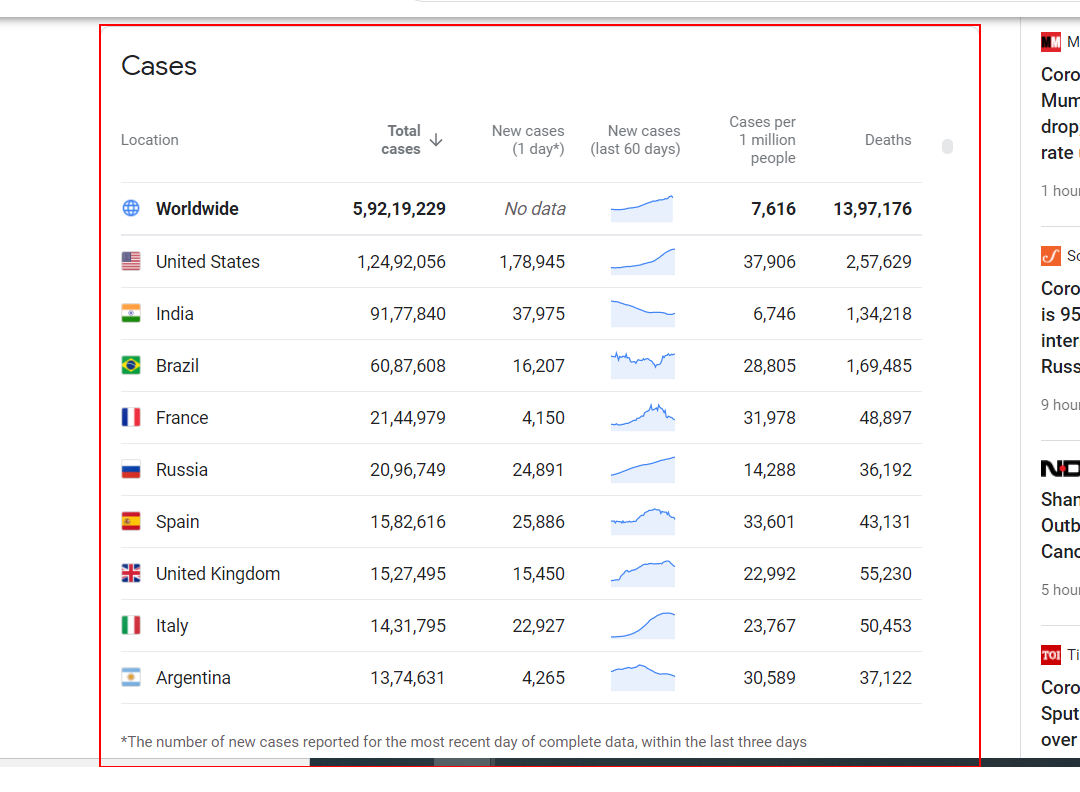 Cases
Location
Total cases
New cases (1 day*)
New cases (last 60 days)
Cases per 1 million people
Deaths
Worldwide 5,92,19,229 No data 7,616 13,97,176
United States 1,24,92,056 1,78,945 37,906 2,57,629
India 91,77,840 37,975 6,746 1,34,218
Brazil 60,87,608 16,207 28,805 1,69,485
France 21,44,979 4,150 31,978 48,897
Russia 20,96,749 24,891 14,288 36,192
Spain 15,82,616 25,886 33,601 43,131
United Kingdom 15,27,495 15,450 22,992 55,230
Italy 14,31,795 22,927 23,767 50,453
Argentina 13,74,631 4,265 30,589 37,122
*The number of new cases reported for the most recent day of complete data, within the last three days
M
Coro
Mum
drop,
rate
1 hour
Coro
is 95
inter
Russ
9 hour
Shan
Outb
Canc
5 hour
TOI Ti
Coro
Sput
over